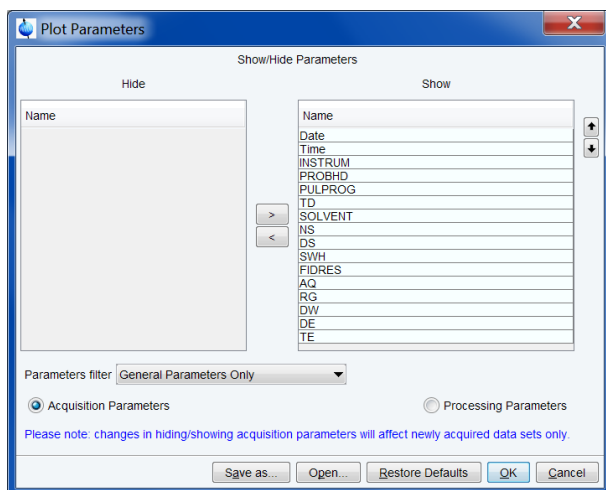 Plot Parameters
Show/Hide Parameters
Hide
Show
Name
Name
Date
Time
INSTRUM
PROBHD
PULPROG
TD
SOLVENT
NS
DS
SWH
FIDRES
AQ
RG
DW
DE
TE
>
<
Parameters filter General Parameters Only
Acquisition Parameters Processing Parameters
Please note: changes in hiding/showing acquisition parameters will affect newly acquired data sets only.
Save as... Open... Restore Defaults OK Cancel